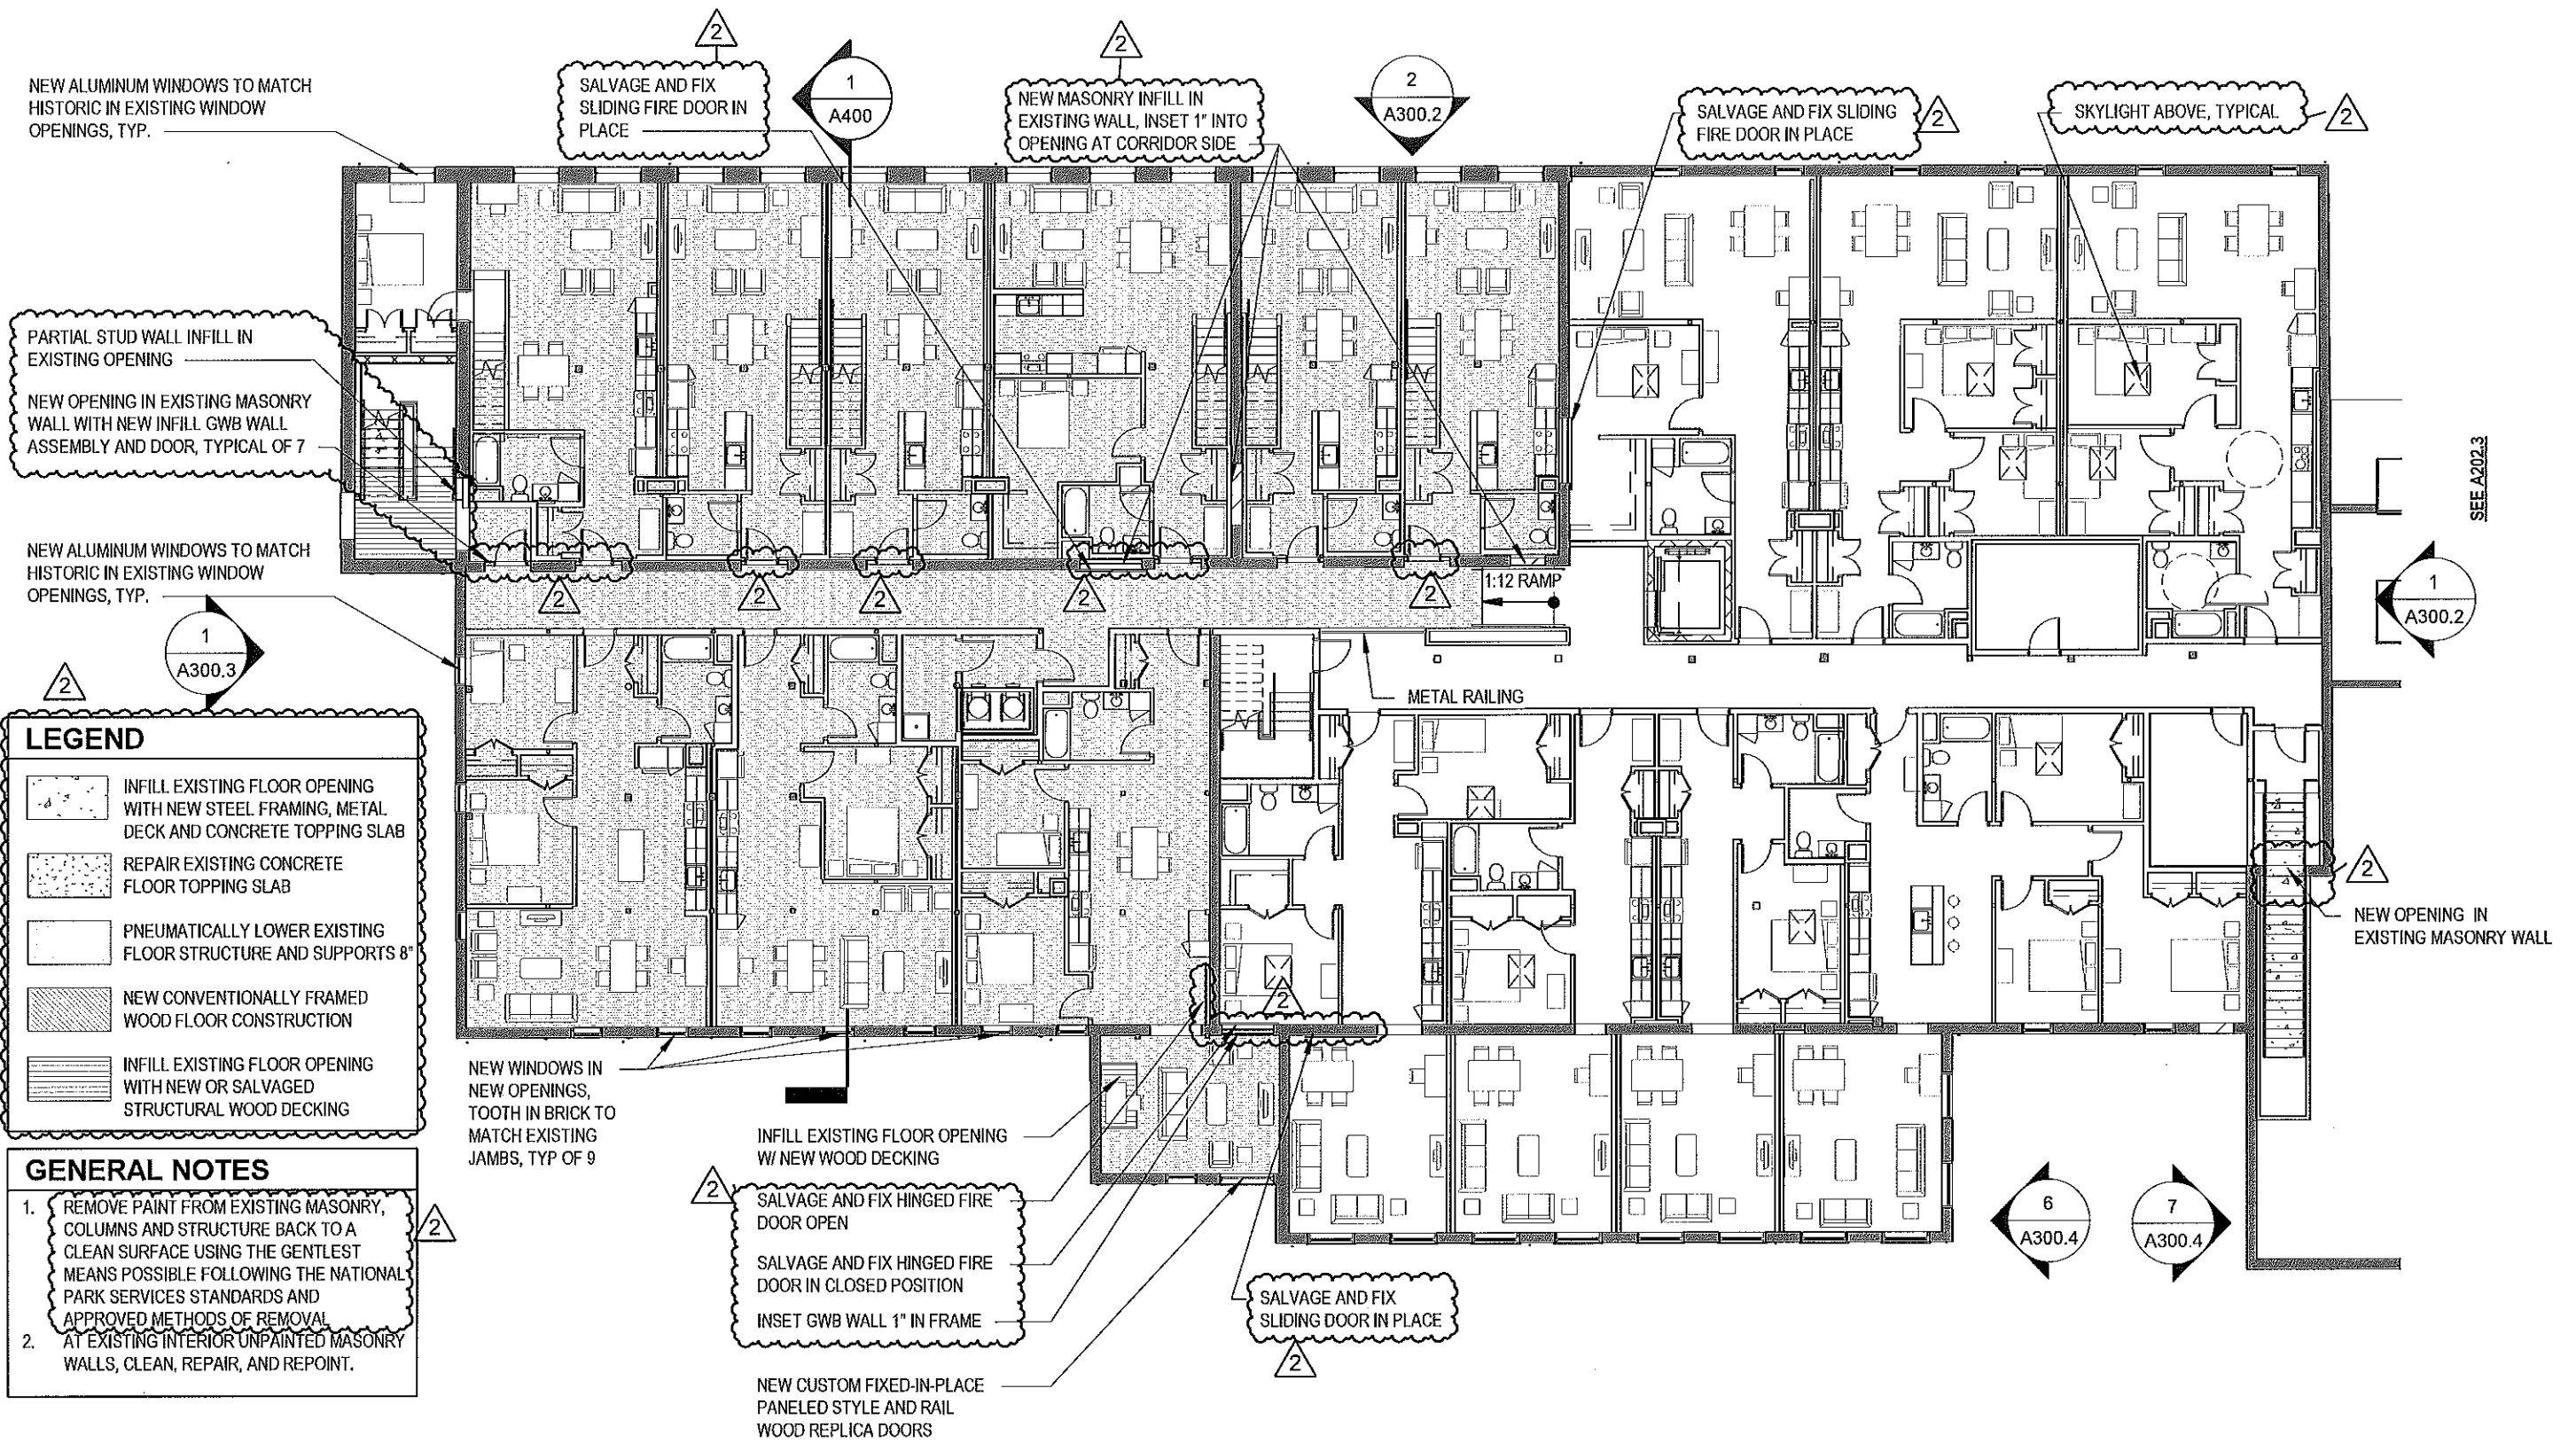 2
2
NEW ALUMINUM WINDOWS TO MATCH
HISTORIC IN EXISTING WINDOW
OPENINGS, TYP.
SALVAGE AND FIX
SLIDING FIRE DOOR IN
PLACE
1
A400
NEW MASONRY INFILL IN
EXISTING WALL, INSET 1" INTO
OPENING AT CORRIDOR SIDE
2
A300.2
SALVAGE AND FIX SLIDING
FIRE DOOR IN PLACE
2
SKYLIGHT ABOVE, TYPICAL
2
PARTIAL STUD WALL INFILL IN
EXISTING OPENING
NEW OPENING IN EXISTING MASONRY
WALL WITH NEW INFILL GWB WALL
ASSEMBLY AND DOOR, TYPICAL OF 7
SEE A202.3
NEW ALUMINUM WINDOWS TO MATCH
HISTORIC IN EXISTING WINDOW
OPENINGS, TYP.
2
2
2
2
2
1:12 RAMP
1
A300.2
1
A300.3
2
METAL RAILING
LEGEND
INFILL EXISTING FLOOR OPENING
WITH NEW STEEL FRAMING, METAL
DECK AND CONCRETE TOPPING SLAB
REPAIR EXISTING CONCRETE
FLOOR TOPPING SLAB
PNEUMATICALLY LOWER EXISTING
FLOOR STRUCTURE AND SUPPORTS 8"
NEW CONVENTIONALLY FRAMED
WOOD FLOOR CONSTRUCTION
INFILL EXISTING FLOOR OPENING
WITH NEW OR SALVAGED
STRUCTURAL WOOD DECKING
2
NEW OPENING IN
EXISTING MASONRY WALL
2
NEW WINDOWS IN
NEW OPENINGS,
TOOTH IN BRICK TO
MATCH EXISTING
JAMBS, TYP OF 9
INFILL EXISTING FLOOR OPENING
W/ NEW WOOD DECKING
GENERAL NOTES
1. REMOVE PAINT FROM EXISTING MASONRY,
COLUMNS AND STRUCTURE BACK TO A
CLEAN SURFACE USING THE GENTLEST
MEANS POSSIBLE FOLLOWING THE NATIONAL
PARK SERVICES STANDARDS AND
APPROVED METHODS OF REMOVAL
2. AT EXISTING INTERIOR UNPAINTED MASONRY
WALLS, CLEAN, REPAIR, AND REPOINT.
2
2
SALVAGE AND FIX HINGED FIRE
DOOR OPEN
SALVAGE AND FIX HINGED FIRE
DOOR IN CLOSED POSITION
INSET GWB WALL 1" IN FRAME
SALVAGE AND FIX
SLIDING DOOR IN PLACE
2
6
A300.4
7
A300.4
NEW CUSTOM FIXED-IN-PLACE
PANELED STYLE AND RAIL
WOOD REPLICA DOORS